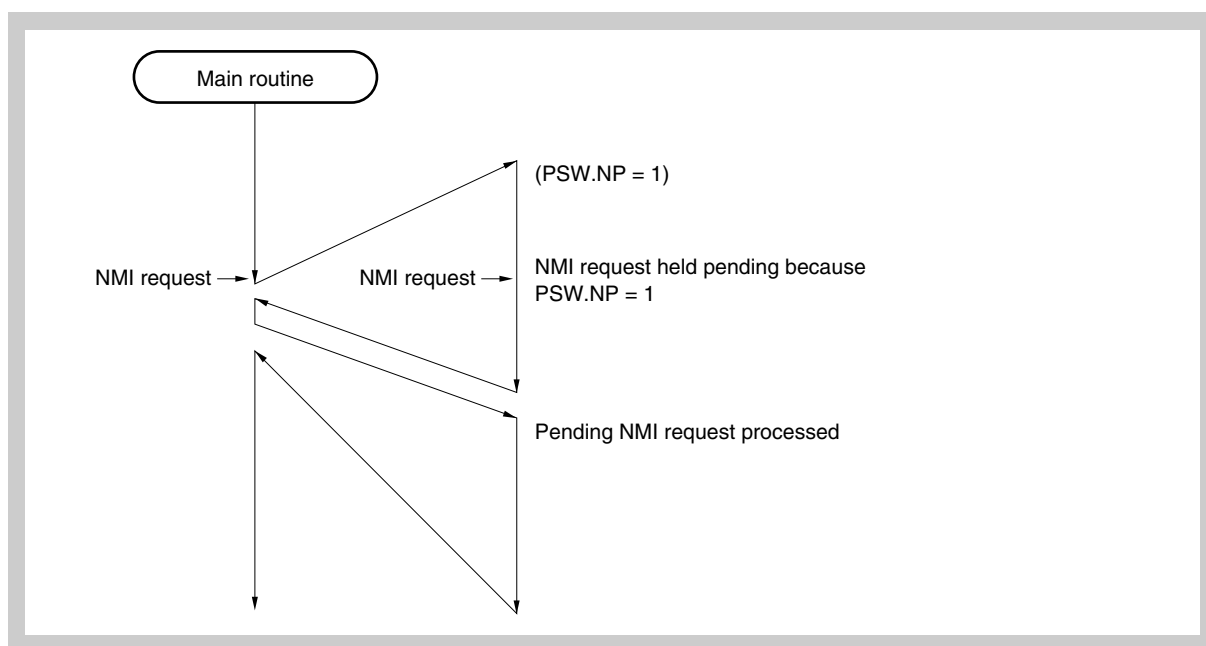 Main routine
(PSW.NP = 1)
NMI request
NMI request
NMI request held pending because
PSW.NP = 1
Pending NMI request processed